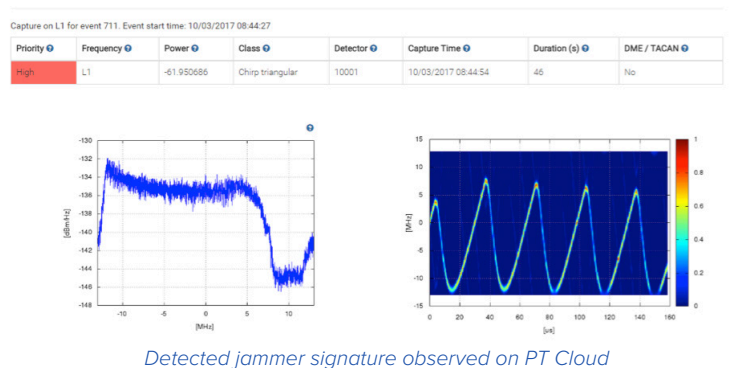 Capture on L1 for event 711. Event start time: 10/03/2017 08:44:27
Priority Frequency Power Class Detector Capture Time Duration (s) DME / TACAN
High L1 -61.950686 Chirp triangular 10001 10/03/2017 08:44:54 46 No
-130
-132
-134
-136
-138
-140
-142
-144
-146
-148
[dBm/Hz]
-10 -5 0 5 10
[MHz]
15
10
5
0
-5
-10
-15
[MHz]
0 20 40 60 80 100 120 140 160
[us]
1
0.8
0.6
0.4
0.2
0
Detected jammer signature observed on PT Cloud